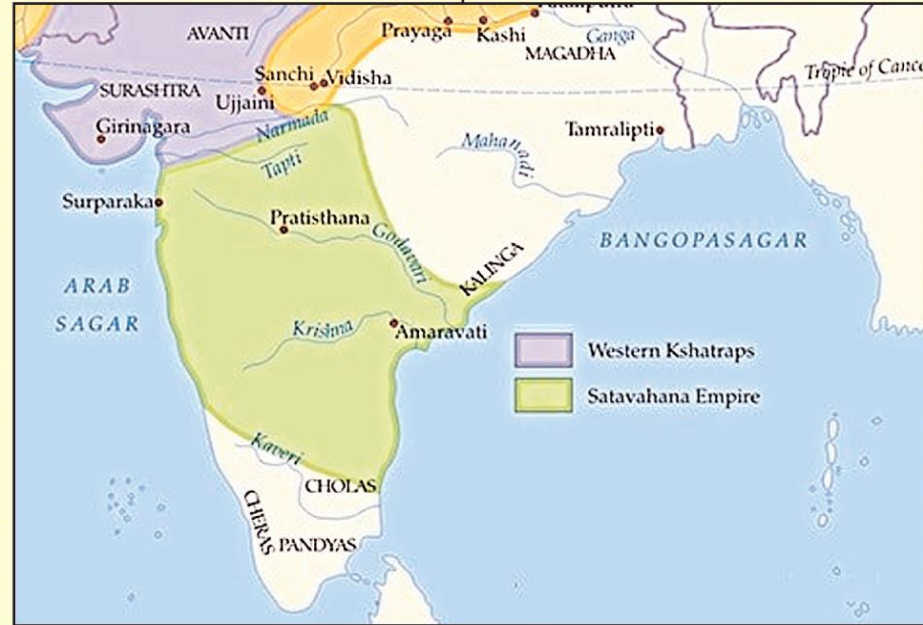 AVANTI
Prayaga
Kashi
Ganga
MAGADHA
Tropic of Cance
Sanchi
Vidisha
SURASHTRA
Ujjaini
Girinagara
Narmada
Tapti
Mahanadi
Tamralipti
Surparaka
Pratisthana
Godavari
KALINGA
BANGOPASAGAR
ARAB
SAGAR
Krishna
Amaravati
Western Kshatraps
Satavahana Empire
Kaveri
CHOLAS
CHERAS
PANDYAS